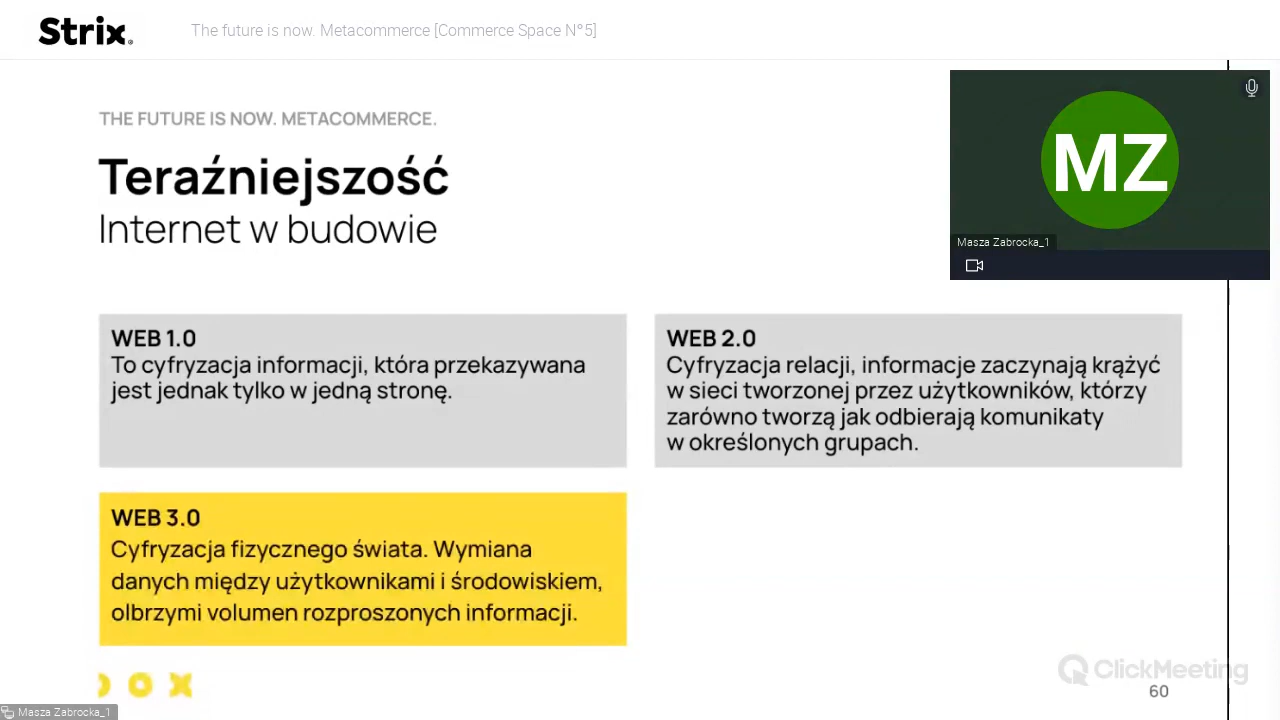 Strix
The future is now. Metacommerce [Commerce Space N°5]
THE FUTURE IS NOW. METACOMMERCE.
Teraźniejszość
Internet w budowie
MZ
Masza Zabrocka_1
WEB 1.0
To cyfryzacja informacji, która przekazywana
jest jednak tylko w jedną stronę.
WEB 2.0
Cyfryzacja relacji, informacje zaczynają krążyć
w sieci tworzonej przez użytkowników, którzy
zarówno tworzą jak odbierają komunikaty
w określonych grupach.
WEB 3.0
Cyfryzacja fizycznego świata. Wymiana
danych między użytkownikami i środowiskiem,
olbrzymi volumen rozproszonych informacji.
ClickMeeting
60
Masza Zabrocka_1